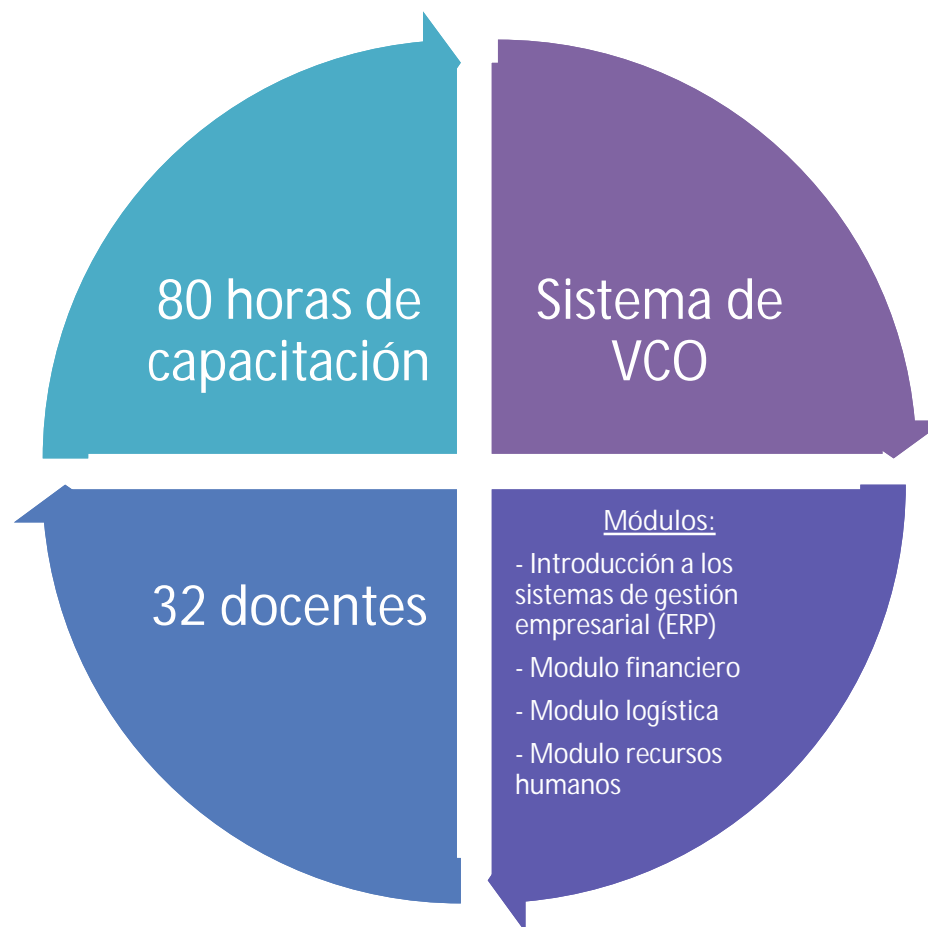 80 horas de
capacitación
Sistema de
VCO
32 docentes
Módulos:
- Introducción a los
sistemas de gestión
empresarial (ERP)
- Modulo financiero
- Modulo logística
- Modulo recursos
humanos